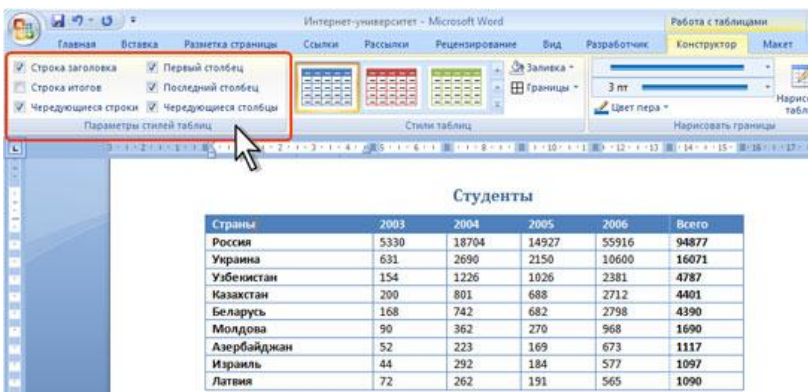 Интернет-университет - Microsoft Word
Работа с таблицами
Главная Вставка Разметка страницы Ссылки Рассылки Рецензирование Вид Разработчик Конструктор Макет
Строка заголовка Первый столбец Заливка
Строка итогов Последний столбец Границы 3 пт
Чередующиеся строки Чередующиеся столбцы Цвет пера
Параметры стилей таблиц Стили таблиц Нарисовать границы
Студенты
Страны 2003 2004 2005 2006 Всего
Россия 5330 18704 14927 55916 94877
Украина 631 2690 2150 10600 16071
Узбекистан 154 1226 1026 2381 4787
Казахстан 200 801 688 2712 4401
Беларусь 168 742 682 2798 4390
Молдова 90 362 270 968 1690
Азербайджан 52 223 169 673 1117
Израиль 44 292 184 577 1097
Латвия 72 262 191 565 1090